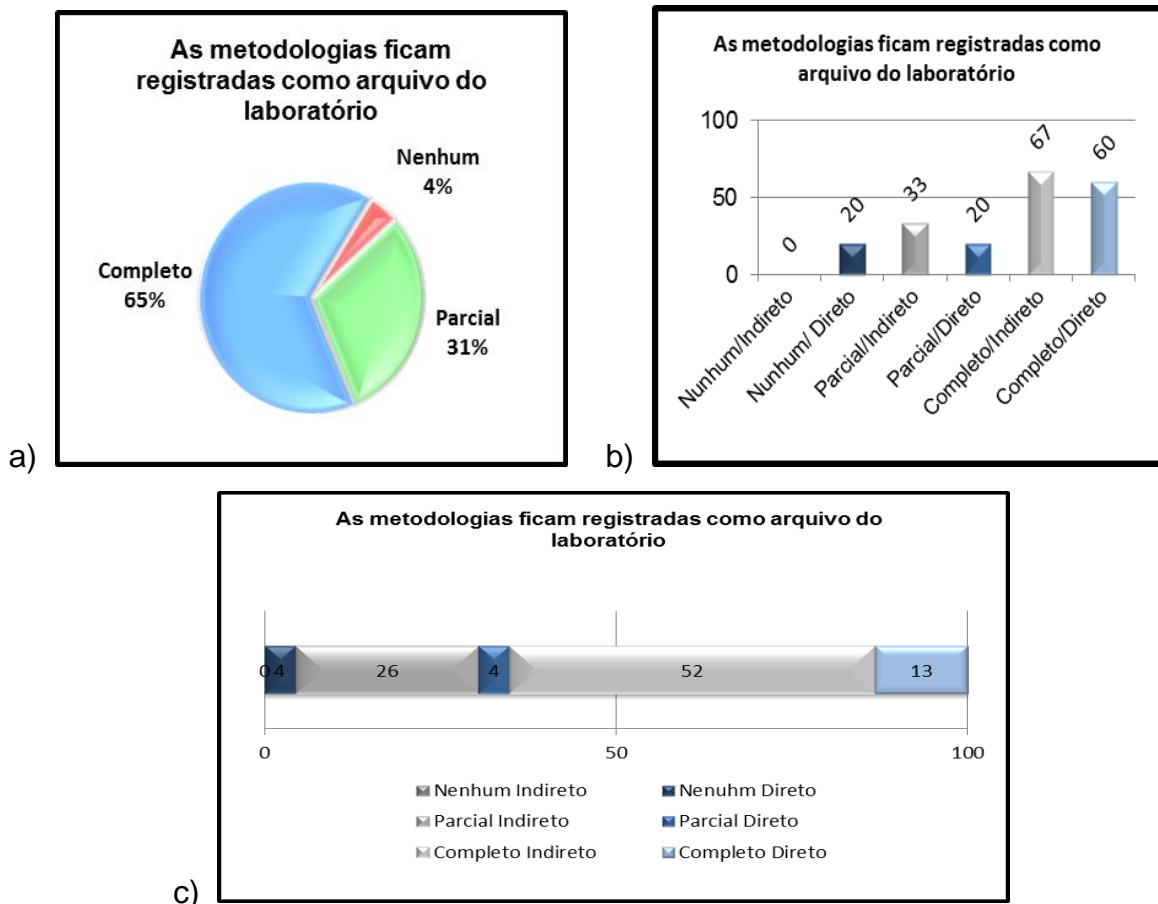 As metodologias ficam
registradas como arquivo do
laboratório
Nenhum
4%
Parcial
31%
Completo
65%
a)
As metodologias ficam registradas como
arquivo do laboratório
100
50
0
0
20
33
20
67
60
Nunhum/Indireto
Nunhum/ Direto
Parcial/Indireto
Parcial/Direto
Completo/Indireto
Completo/Direto
b)
As metodologias ficam registradas como arquivo do
laboratório
0 4 26 4 52 13
0 50 100
Nenhum Indireto Nenuhm Direto
Parcial Indireto Parcial Direto
Completo Indireto Completo Direto
c)